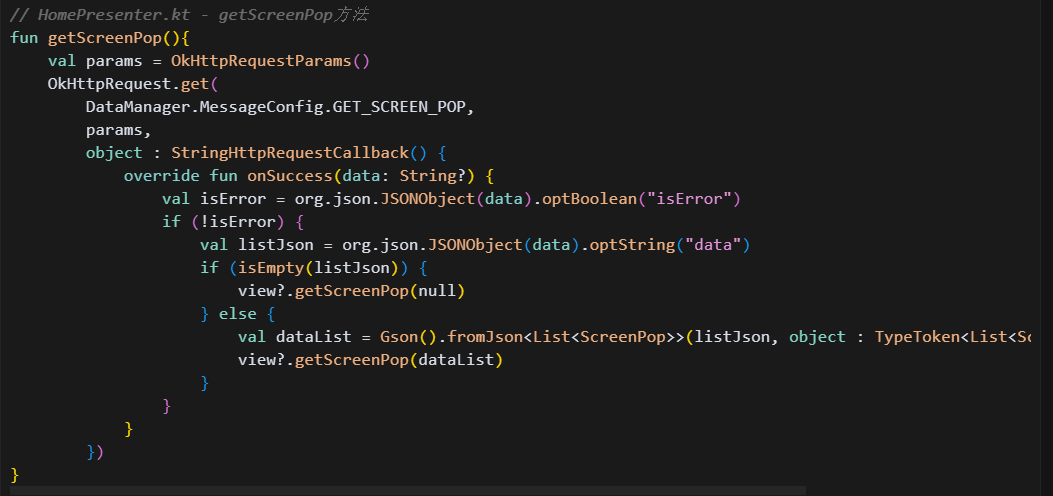 // HomePresenter.kt - getScreenPop方法
fun getScreenPop(){
    val params = OkHttpRequestParams()
    OkHttpRequest.get(
        DataManager.MessageConfig.GET_SCREEN_POP,
        params,
        object : StringHttpRequestCallback() {
            override fun onSuccess(data: String?) {
                val isError = org.json.JSONObject(data).optBoolean("isError")
                if (!isError) {
                    val listJson = org.json.JSONObject(data).optString("data")
                    if (isEmpty(listJson)) {
                        view?.getScreenPop(null)
                    } else {
                        val dataList = Gson().fromJson<List<ScreenPop>>(listJson, object : TypeToken<List<Sc
                        view?.getScreenPop(dataList)
                    }
                }
            }
        })
}